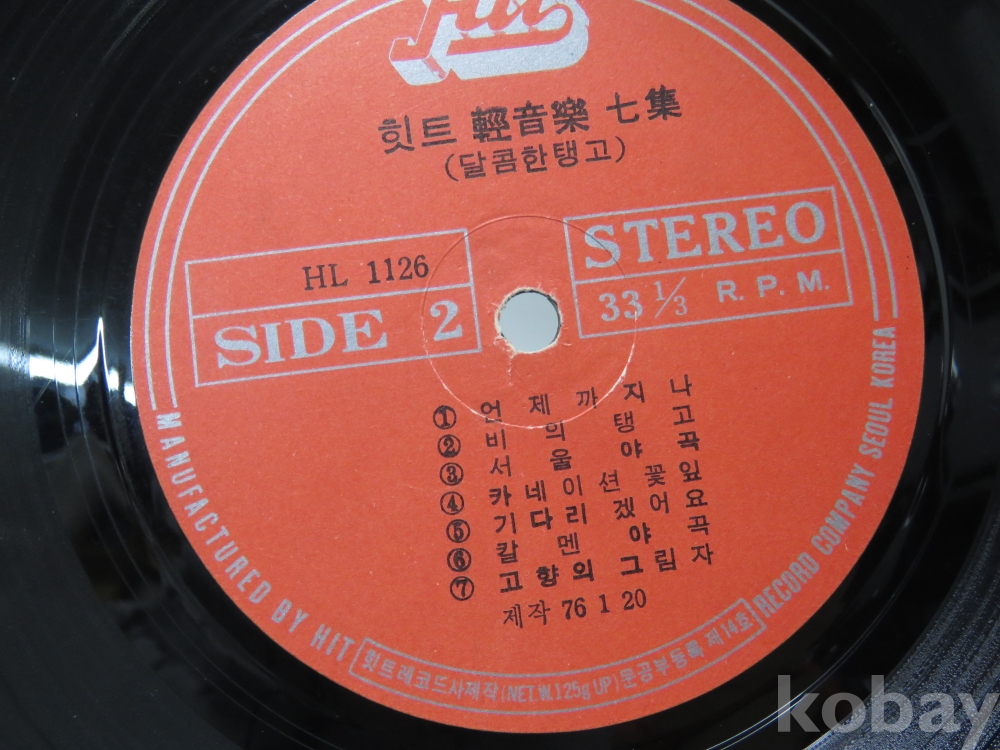 Hit
힛트 輕音樂 七集
(달콤한탱고)
HL 1126
SIDE 2
STEREO
33 1/3 R. P. M.
① 언제까지나
② 비의탱고
③ 서울야곡
④ 카네이션꽃잎
⑤ 기다리겠어요
⑥ 칼멘야곡
⑦ 고향의그림자
제작 76 1 20
MANUFACTURED BY HIT RECORD COMPANY SEOUL KOREA
힛트레코드사제작(NET.W.125g UP)문공부등록 제14호
kobay